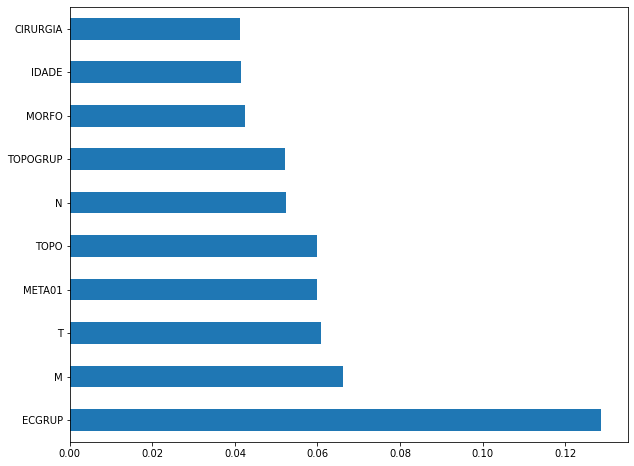 CIRURGIA
IDADE
MORFO
TOPOGRUP
N
TOPO
META01
T
M
ECGRUP
0.00 0.02 0.04 0.06 0.08 0.10 0.12